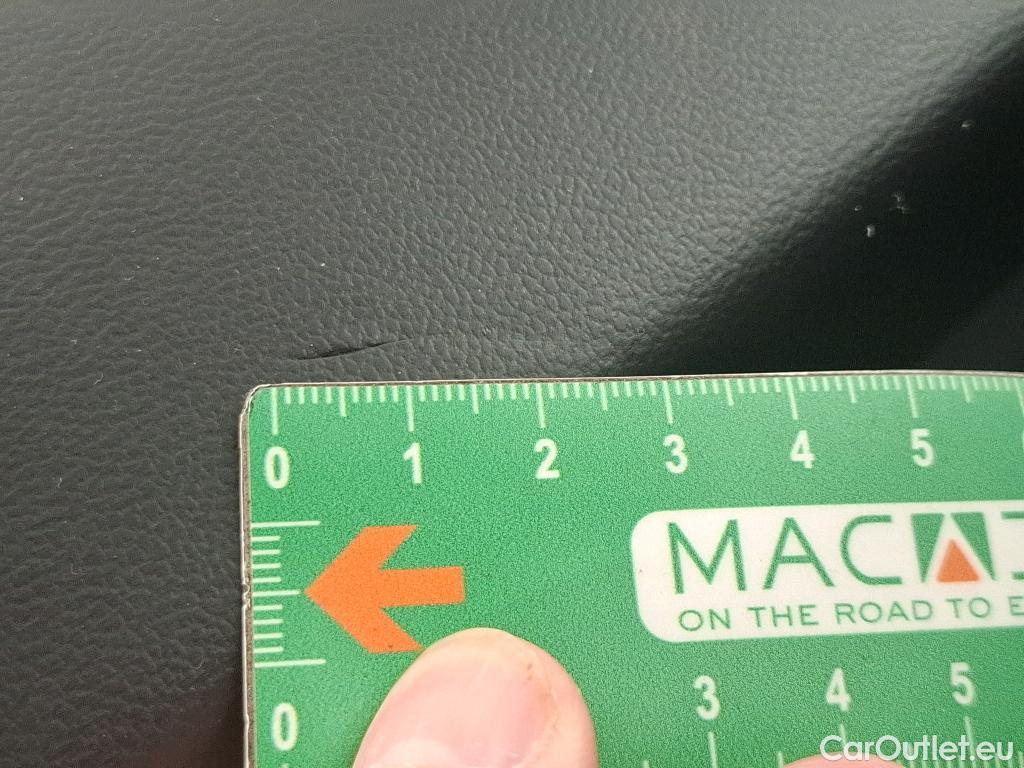 0 1 2 3 4 5
MAC
ON THE ROAD TO E
0 3 4 5
CarOutlet.eu